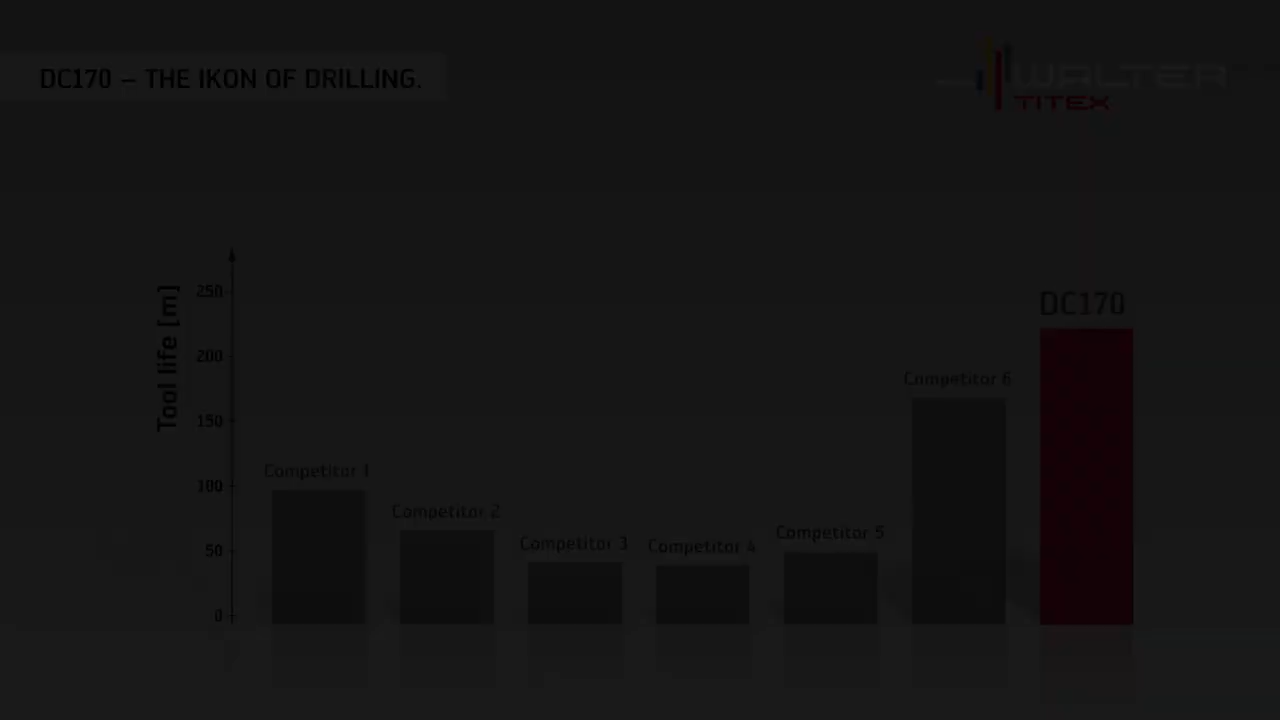 DC170 – THE IKON OF DRILLING.
WALTER
TITEX
Tool life [m]
250
200
150
100
50
0
Competitor 1
Competitor 2
Competitor 3
Competitor 4
Competitor 5
Competitor 6
DC170